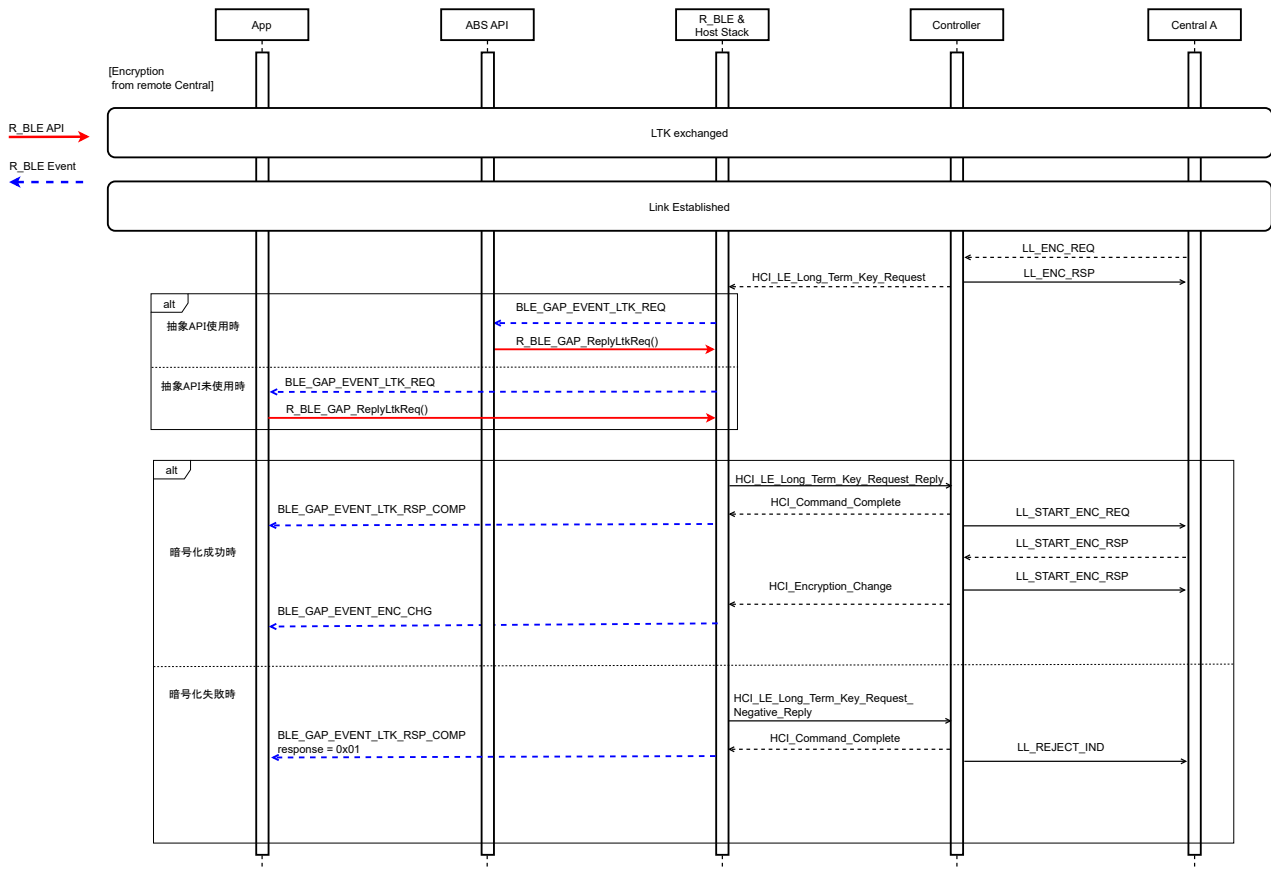 App
ABS API
R_BLE &
Host Stack
Controller
Central A
[Encryption
from remote Central]
R_BLE API
LTK exchanged
R_BLE Event
Link Established
LL_ENC_REQ
HCI_LE_Long_Term_Key_Request
LL_ENC_RSP
alt
BLE_GAP_EVENT_LTK_REQ
抽象API使用時
R_BLE_GAP_ReplyLtkReq()
抽象API未使用時
BLE_GAP_EVENT_LTK_REQ
R_BLE_GAP_ReplyLtkReq()
alt
HCI_LE_Long_Term_Key_Request_Reply
HCI_Command_Complete
BLE_GAP_EVENT_LTK_RSP_COMP
LL_START_ENC_REQ
暗号化成功時
LL_START_ENC_RSP
LL_START_ENC_RSP
HCI_Encryption_Change
BLE_GAP_EVENT_ENC_CHG
暗号化失敗時
HCI_LE_Long_Term_Key_Request_
Negative_Reply
BLE_GAP_EVENT_LTK_RSP_COMP
response = 0x01
HCI_Command_Complete
LL_REJECT_IND